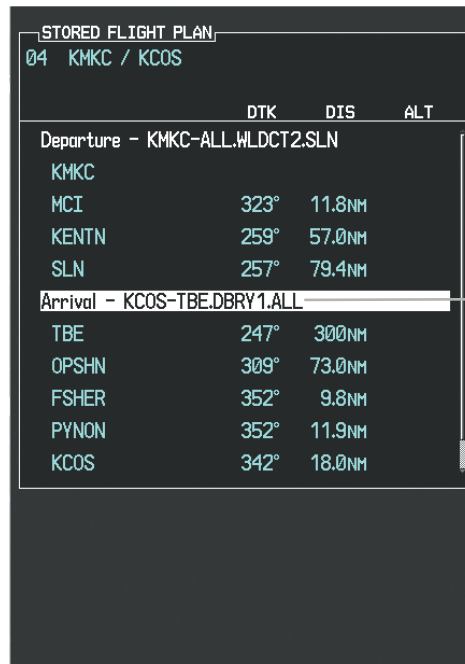 STORED FLIGHT PLAN
04 KMKC / KCOS
DTK DIS ALT
Departure - KMKC-ALL.WLDCT2.SLN
KMKC
MCI 323° 11.8NM
KENTN 259° 57.0NM
SLN 257° 79.4NM
Arrival - KCOS-TBE.DBRY1.ALL
TBE 247° 300NM
OPSHN 309° 73.0NM
FSHER 352° 9.8NM
PYNON 352° 11.9NM
KCOS 342° 18.0NM